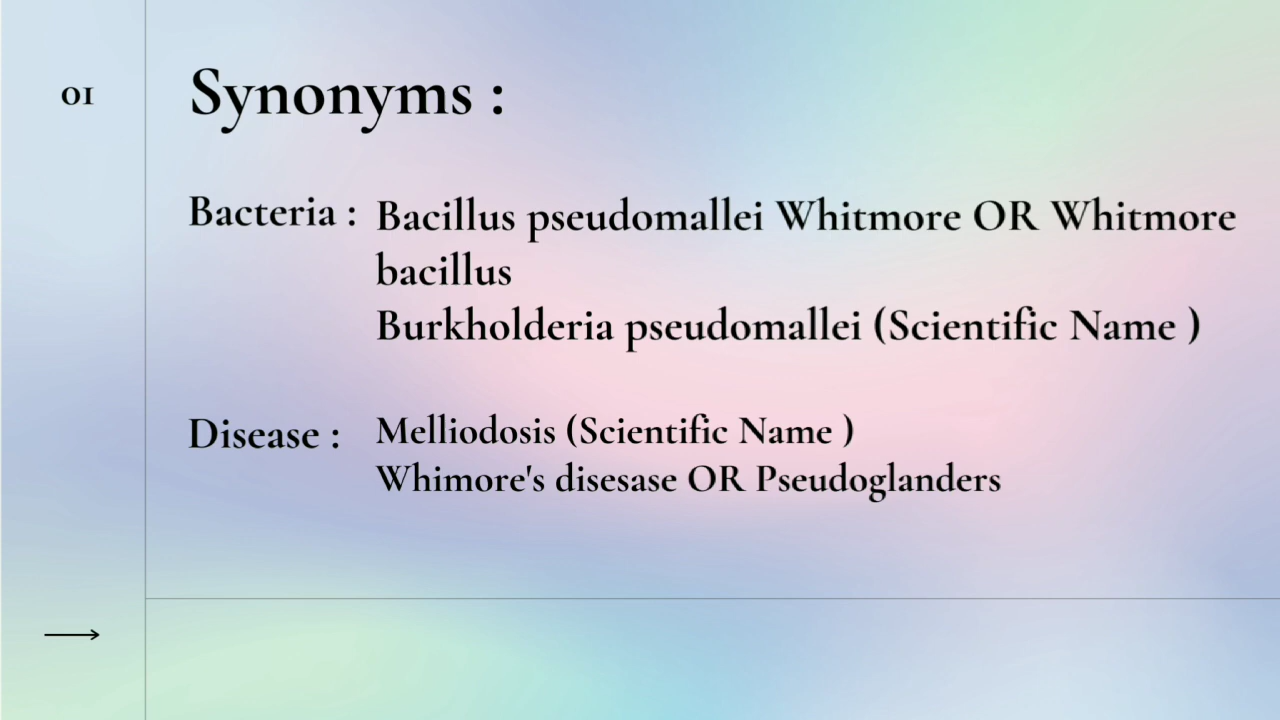 01
Synonyms :
Bacteria : Bacillus pseudomallei Whitmore OR Whitmore
bacillus
Burkholderia pseudomallei (Scientific Name )
Disease : Melliodosis (Scientific Name )
Whimore's disesase OR Pseudoglanders